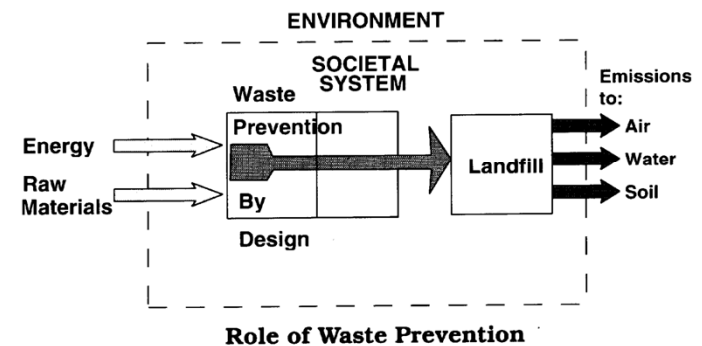 ENVIRONMENT
SOCIETAL
SYSTEM
Emissions
to:
Waste
Prevention
Energy
Raw
Materials
By
Design
Landfill
Air
Water
Soil
Role of Waste Prevention